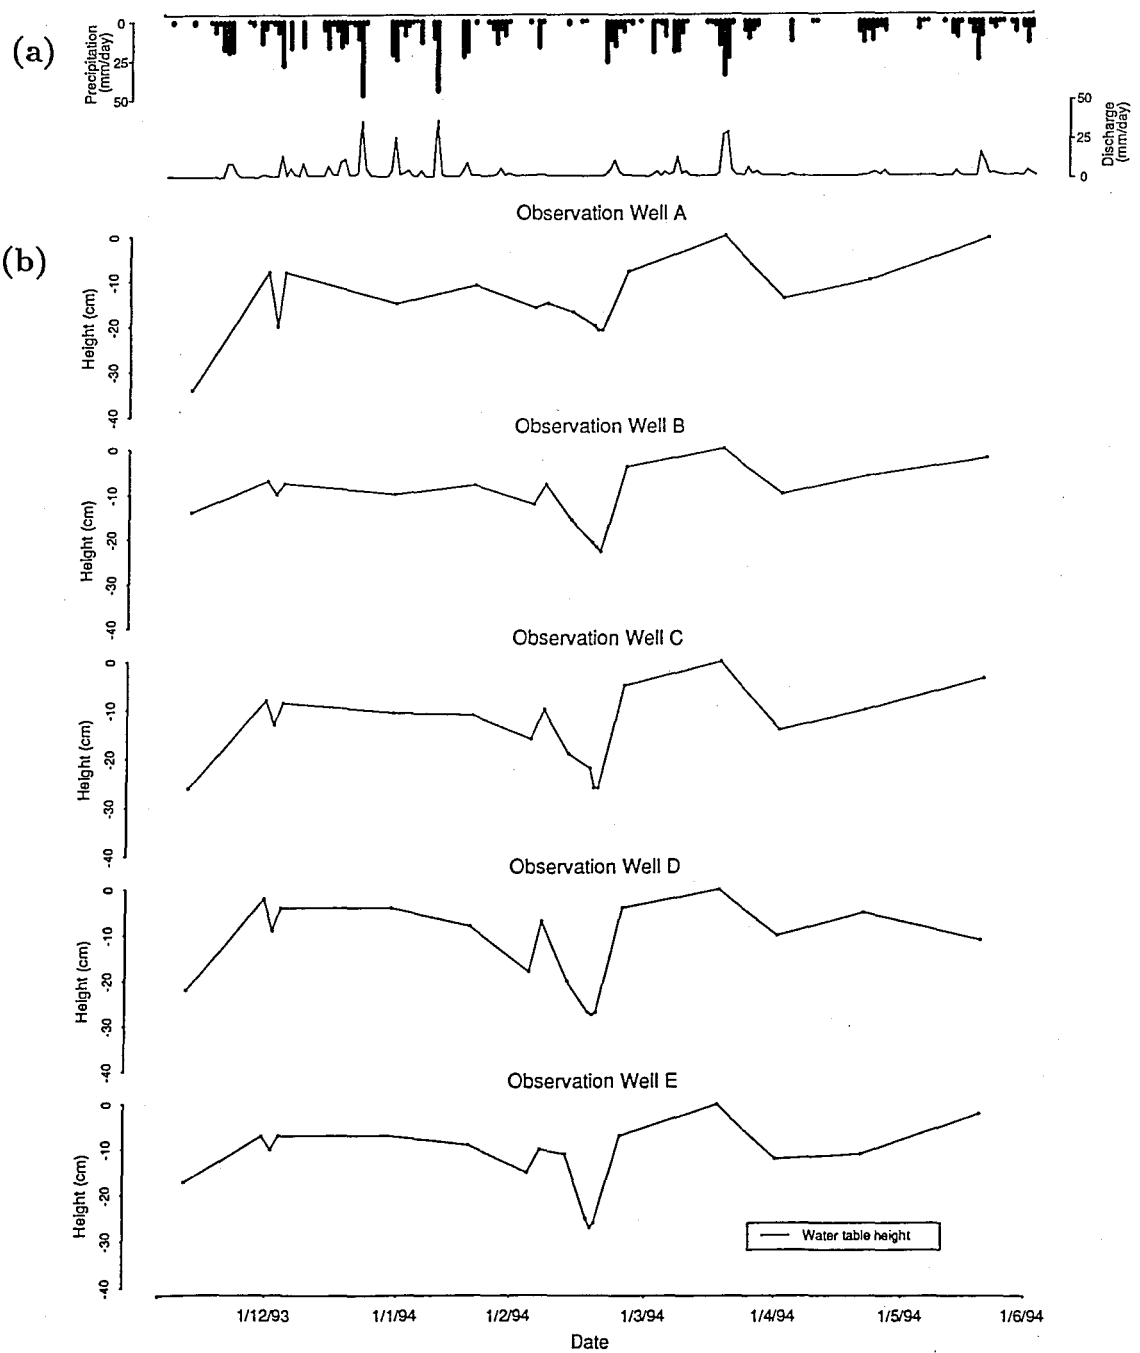 (a)
Precipitation
(mm/day)
0
25
50
50
25
0
Discharge
(mm/day)
Observation Well A
(b)
Height (cm)
0
-10
-20
-30
-40
Observation Well B
Height (cm)
0
-10
-20
-30
-40
Observation Well C
Height (cm)
0
-10
-20
-30
-40
Observation Well D
Height (cm)
0
-10
-20
-30
-40
Observation Well E
Height (cm)
0
-10
-20
-30
-40
Water table height
1/12/93 1/1/94 1/2/94 1/3/94 1/4/94 1/5/94 1/6/94
Date